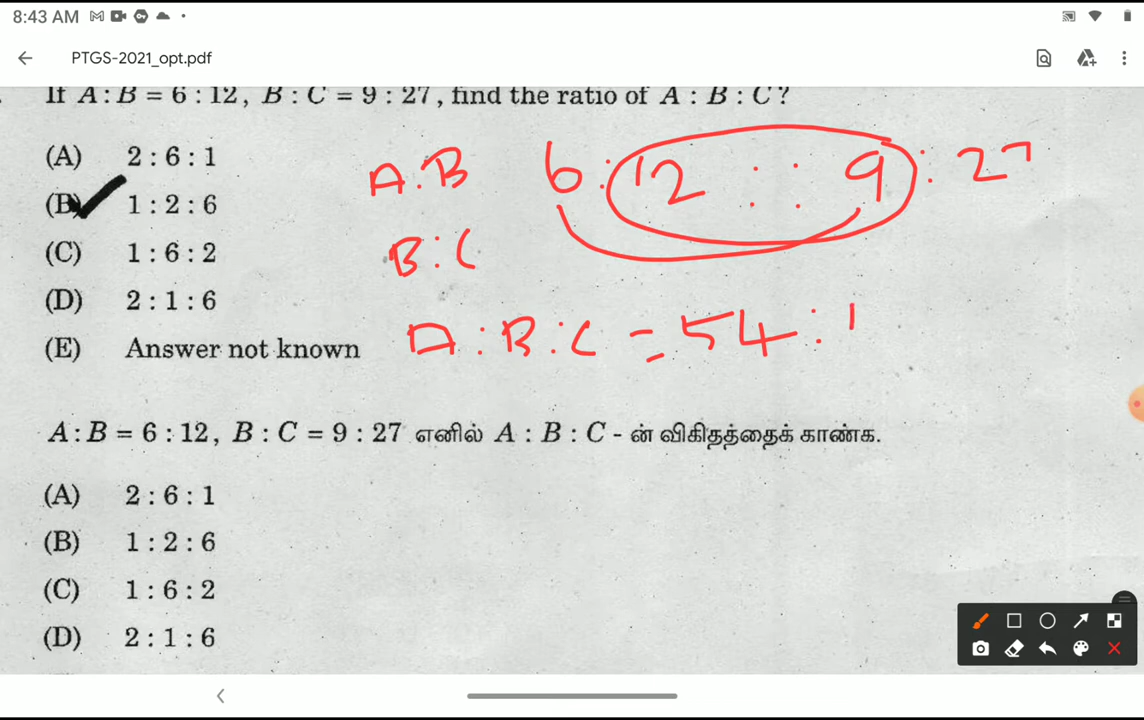 8:43 AM
PTGS-2021_opt.pdf
If A : B = 6 : 12, B : C = 9 : 27, find the ratio of A : B : C?
(A) 2 : 6 : 1
(B) 1 : 2 : 6
(C) 1 : 6 : 2
(D) 2 : 1 : 6
(E) Answer not known
A:B 6 : 12 :: 9 : 27
B:C
A : B : C = 54 : 1
A : B = 6 : 12, B : C = 9 : 27 எனில் A : B : C - ன் விகிதத்தைக் காண்க.
(A) 2 : 6 : 1
(B) 1 : 2 : 6
(C) 1 : 6 : 2
(D) 2 : 1 : 6